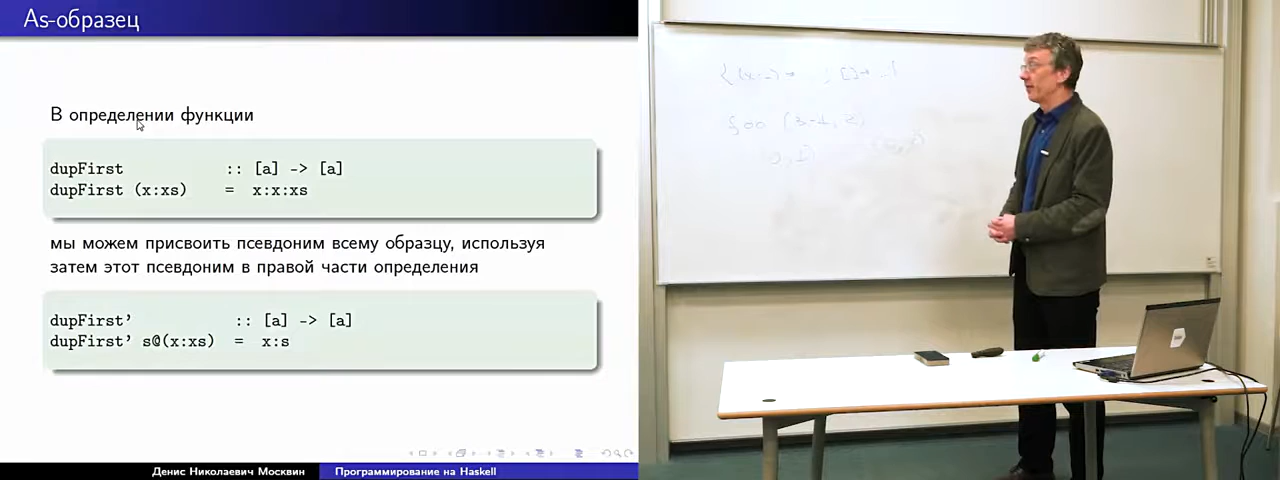 As-образец
В определении функции
dupFirst :: [a] -> [a]
dupFirst (x:xs) = x:x:xs
мы можем присвоить псевдоним всему образцу, используя
затем этот псевдоним в правой части определения
dupFirst’ :: [a] -> [a]
dupFirst’ s@(x:xs) = x:s
Денис Николаевич Москвин Программирование на Haskell
foo